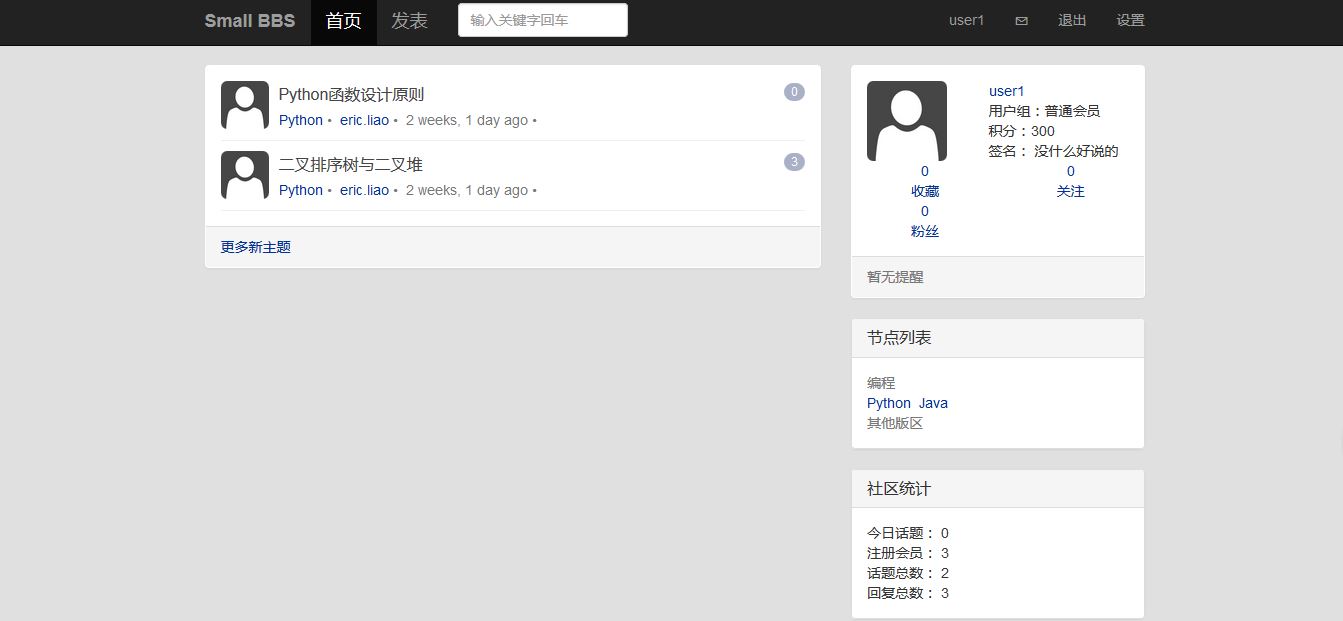 Small BBS 首页 发表 输入关键字回车 user1 退出 设置
Python函数设计原则 0
Python • eric.liao • 2 weeks, 1 day ago •
二叉排序树与二叉堆 3
Python • eric.liao • 2 weeks, 1 day ago •
更多新主题
user1
用户组：普通会员
积分：300
签名： 没什么好说的
0 0
收藏 关注
0
粉丝
暂无提醒
节点列表
编程
Python Java
其他版区
社区统计
今日话题： 0
注册会员： 3
话题总数： 2
回复总数： 3